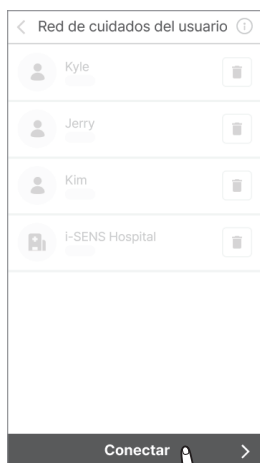 Red de cuidados del usuario
Kyle
Jerry
Kim
i-SENS Hospital
Conectar